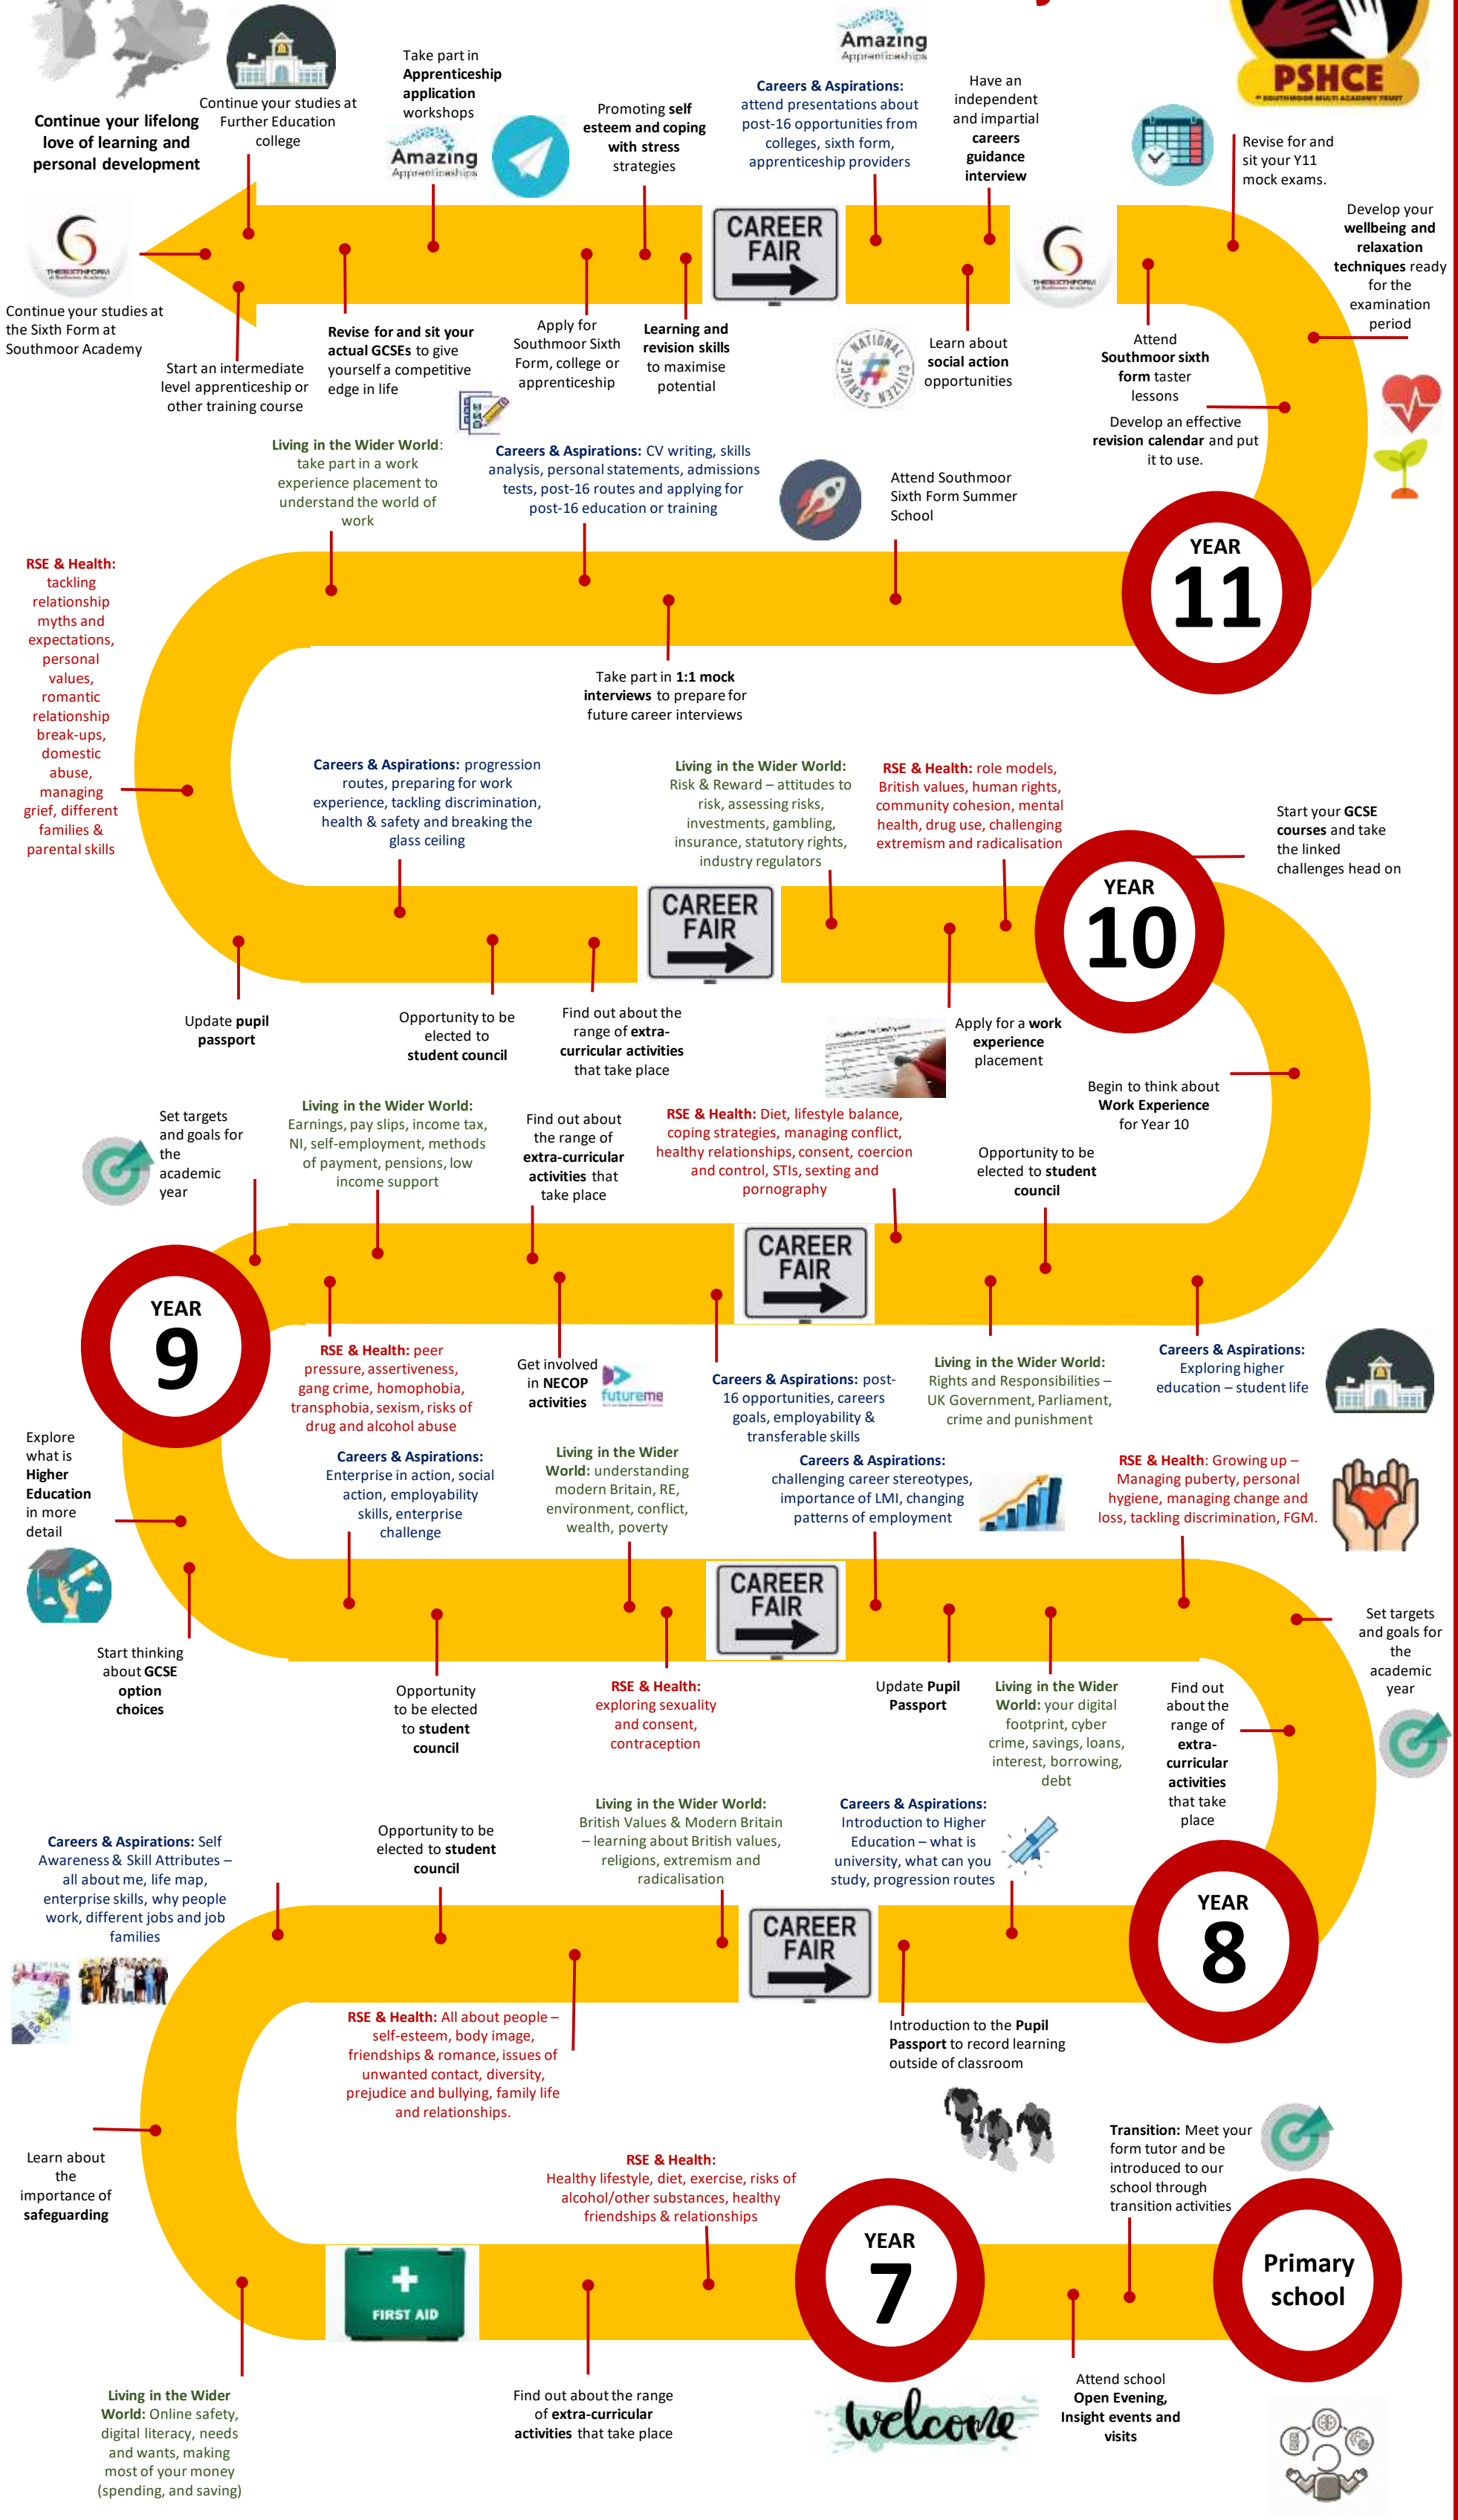 PSHCE
AT SOUTHMOOR MULTI ACADEMY TRUST
Continue your lifelong
love of learning and
personal development
Continue your studies at
Further Education
college
Take part in
Apprenticeship
application
workshops
Amazing
Apprenticeships
Promoting self
esteem and coping
with stress
strategies
Amazing
Apprenticeships
Careers & Aspirations:
attend presentations about
post-16 opportunities from
colleges, sixth form,
apprenticeship providers
Have an
independent
and impartial
careers
guidance
interview
Revise for and
sit your Y11
mock exams.
Develop your
wellbeing and
relaxation
techniques ready
for the
examination
period
THE SIXTH FORM
at Southmoor Academy
CAREER
FAIR
THE SIXTH FORM
at Southmoor Academy
Continue your studies at
the Sixth Form at
Southmoor Academy
Start an intermediate
level apprenticeship or
other training course
Revise for and sit your
actual GCSEs to give
yourself a competitive
edge in life
Apply for
Southmoor Sixth
Form, college or
apprenticeship
Learning and
revision skills
to maximise
potential
NATIONAL CITIZEN SERVICE
Learn about
social action
opportunities
Attend
Southmoor sixth
form taster
lessons
Develop an effective
revision calendar and put
it to use.
Living in the Wider World:
take part in a work
experience placement to
understand the world of
work
Careers & Aspirations: CV writing, skills
analysis, personal statements, admissions
tests, post-16 routes and applying for
post-16 education or training
Attend Southmoor
Sixth Form Summer
School
YEAR
11
RSE & Health:
tackling
relationship
myths and
expectations,
personal
values,
romantic
relationship
break-ups,
domestic
abuse,
managing
grief, different
families &
parental skills
Take part in 1:1 mock
interviews to prepare for
future career interviews
Careers & Aspirations: progression
routes, preparing for work
experience, tackling discrimination,
health & safety and breaking the
glass ceiling
Living in the Wider World:
Risk & Reward – attitudes to
risk, assessing risks,
investments, gambling,
insurance, statutory rights,
industry regulators
RSE & Health: role models,
British values, human rights,
community cohesion, mental
health, drug use, challenging
extremism and radicalisation
Start your GCSE
courses and take
the linked
challenges head on
YEAR
10
CAREER
FAIR
Update pupil
passport
Opportunity to be
elected to
student council
Find out about the
range of extra-
curricular activities
that take place
Apply for a work
experience
placement
Begin to think about
Work Experience
for Year 10
Set targets
and goals for
the
academic
year
Living in the Wider World:
Earnings, pay slips, income tax,
NI, self-employment, methods
of payment, pensions, low
income support
Find out about
the range of
extra-curricular
activities that
take place
RSE & Health: Diet, lifestyle balance,
coping strategies, managing conflict,
healthy relationships, consent, coercion
and control, STIs, sexting and
pornography
Opportunity to be
elected to student
council
CAREER
FAIR
YEAR
9
RSE & Health: peer
pressure, assertiveness,
gang crime, homophobia,
transphobia, sexism, risks of
drug and alcohol abuse
Get involved
in NECOP
activities
futureme
Careers & Aspirations: post-
16 opportunities, careers
goals, employability &
transferable skills
Living in the Wider World:
Rights and Responsibilities –
UK Government, Parliament,
crime and punishment
Careers & Aspirations:
Exploring higher
education – student life
Explore
what is
Higher
Education
in more
detail
Careers & Aspirations:
Enterprise in action, social
action, employability
skills, enterprise
challenge
Living in the Wider
World: understanding
modern Britain, RE,
environment, conflict,
wealth, poverty
Careers & Aspirations:
challenging career stereotypes,
importance of LMI, changing
patterns of employment
RSE & Health: Growing up –
Managing puberty, personal
hygiene, managing change and
loss, tackling discrimination, FGM.
CAREER
FAIR
Start thinking
about GCSE
option
choices
Opportunity
to be elected
to student
council
RSE & Health:
exploring sexuality
and consent,
contraception
Update Pupil
Passport
Living in the Wider
World: your digital
footprint, cyber
crime, savings, loans,
interest, borrowing,
debt
Find out
about the
range of
extra-
curricular
activities
that take
place
Set targets
and goals for
the
academic
year
Careers & Aspirations: Self
Awareness & Skill Attributes –
all about me, life map,
enterprise skills, why people
work, different jobs and job
families
Opportunity to be
elected to student
council
Living in the Wider World:
British Values & Modern Britain
– learning about British values,
religions, extremism and
radicalisation
Careers & Aspirations:
Introduction to Higher
Education – what is
university, what can you
study, progression routes
YEAR
8
CAREER
FAIR
RSE & Health: All about people –
self-esteem, body image,
friendships & romance, issues of
unwanted contact, diversity,
prejudice and bullying, family life
and relationships.
Introduction to the Pupil
Passport to record learning
outside of classroom
Learn about
the
importance of
safeguarding
RSE & Health:
Healthy lifestyle, diet, exercise, risks of
alcohol/other substances, healthy
friendships & relationships
Transition: Meet your
form tutor and be
introduced to our
school through
transition activities
YEAR
7
Primary
school
FIRST AID
Living in the Wider
World: Online safety,
digital literacy, needs
and wants, making
most of your money
(spending, and saving)
Find out about the range
of extra-curricular
activities that take place
welcome
Attend school
Open Evening,
Insight events and
visits